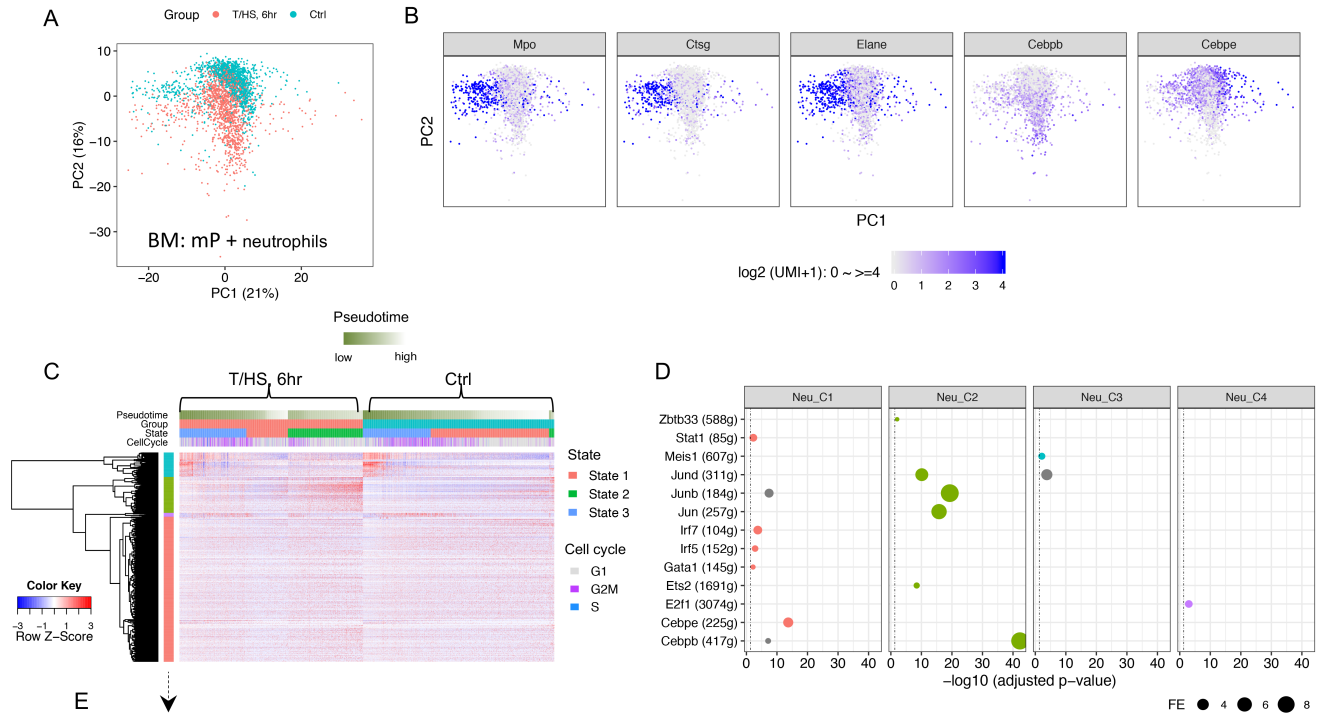 A
Group T/HS, 6hr Ctrl
10
0
−10
−20
−30
PC2 (16%)
BM: mP + neutrophils
−20 0 20
PC1 (21%)
B
Mpo Ctsg Elane Cebpb Cebpe
PC2
PC1
log2 (UMI+1): 0 ~ >=4
0 1 2 3 4
Pseudotime
low high
C
T/HS, 6hr Ctrl
Pseudotime
Group
State
CellCycle
State
State 1
State 2
State 3
Cell cycle
G1
G2M
S
Color Key
−3 −1 1 3
Row Z−Score
D
Neu_C1 Neu_C2 Neu_C3 Neu_C4
Zbtb33 (588g)
Stat1 (85g)
Meis1 (607g)
Jund (311g)
Junb (184g)
Jun (257g)
Irf7 (104g)
Irf5 (152g)
Gata1 (145g)
Ets2 (1691g)
E2f1 (3074g)
Cebpe (225g)
Cebpb (417g)
0 10 20 30 40 0 10 20 30 40 0 10 20 30 40 0 10 20 30 40
−log10 (adjusted p−value)
FE 4 6 8
E